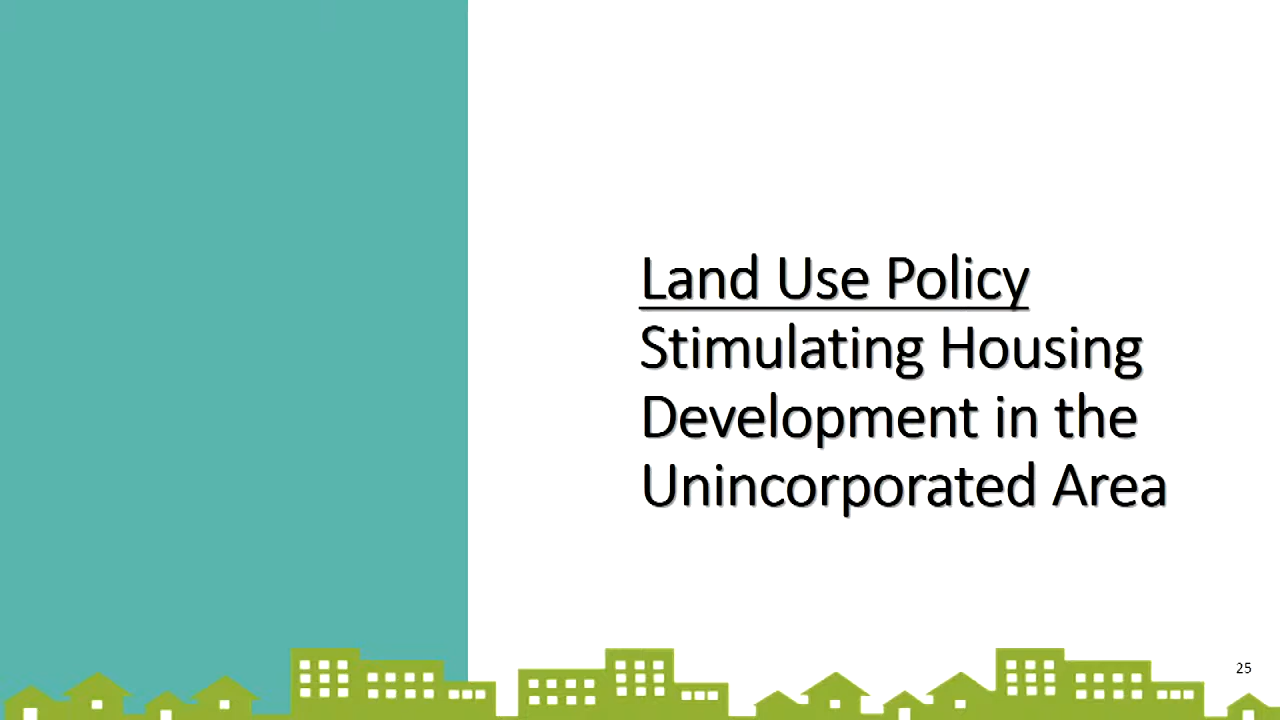 Land Use Policy
Stimulating Housing
Development in the
Unincorporated Area
25